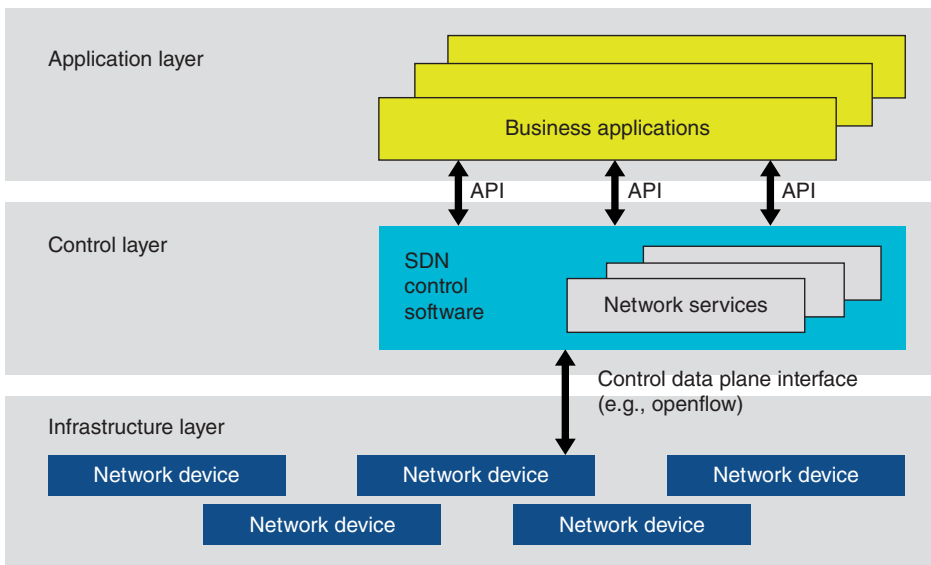 Application layer
Business applications
API
API
API
Control layer
SDN
control
software
Network services
Control data plane interface
(e.g., openflow)
Infrastructure layer
Network device
Network device
Network device
Network device
Network device